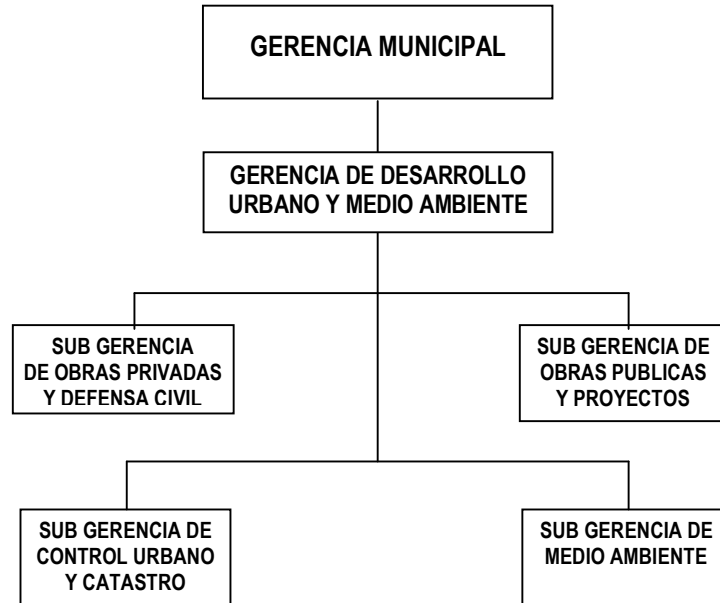 GERENCIA MUNICIPAL
GERENCIA DE DESARROLLO
URBANO Y MEDIO AMBIENTE
SUB GERENCIA
DE OBRAS PRIVADAS
Y DEFENSA CIVIL
SUB GERENCIA DE
OBRAS PUBLICAS
Y PROYECTOS
SUB GERENCIA DE
CONTROL URBANO
Y CATASTRO
SUB GERENCIA DE
MEDIO AMBIENTE